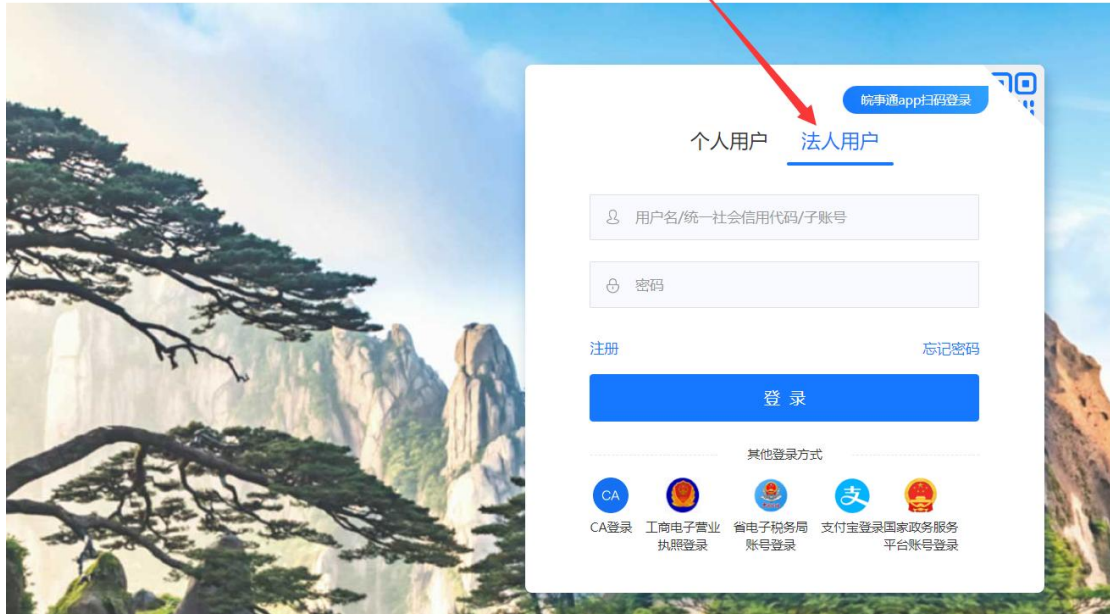 皖事通app扫码登录
个人用户 法人用户
用户名/统一社会信用代码/子账号
密码
注册 忘记密码
登录
其他登录方式
CA
支
CA登录 工商电子营业 省电子税务局 支付宝登录 国家政务服务
执照登录 账号登录 平台账号登录